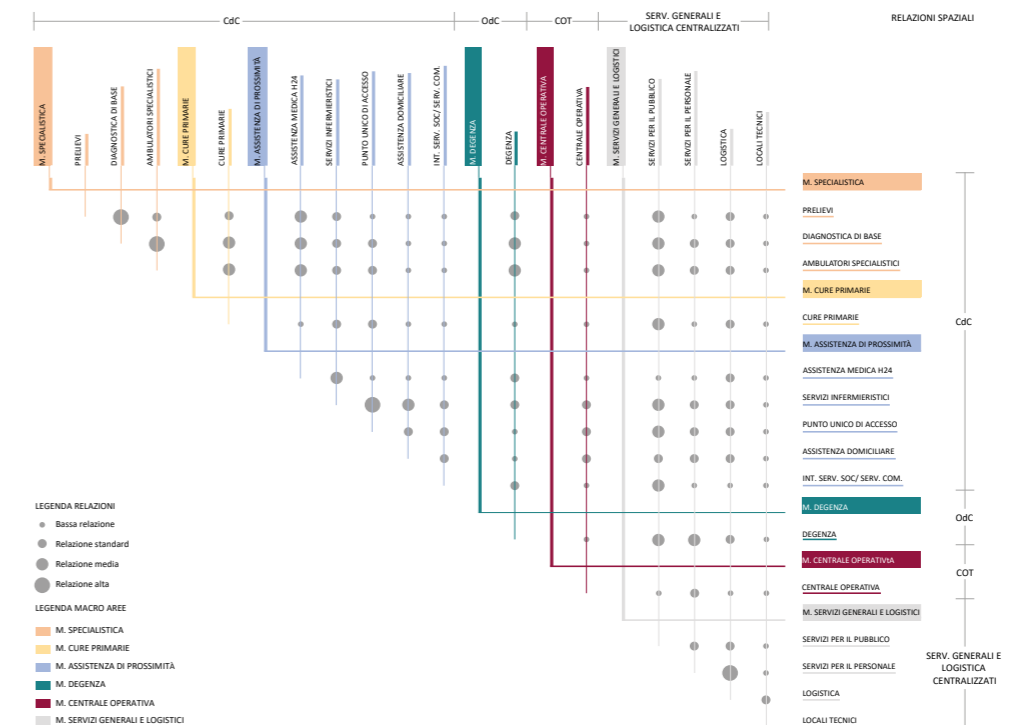 CdC
OdC
COT
SERV. GENERALI E
LOGISTICA CENTRALIZZATI
RELAZIONI SPAZIALI
M. SPECIALISTICA
PRELIEVI
DIAGNOSTICA DI BASE
AMBULATORI SPECIALISTICI
M. CURE PRIMARIE
CURE PRIMARIE
M. ASSISTENZA DI PROSSIMITÀ
ASSISTENZA MEDICA H24
SERVIZI INFERMIERISTICI
PUNTO UNICO DI ACCESSO
ASSISTENZA DOMICILIARE
INT. SERV. SOC/ SERV. COM.
M. DEGENZA
DEGENZA
M. CENTRALE OPERATIVA
CENTRALE OPERATIVA
M. SERVIZI GENERALI E LOGISTICI
SERVIZI PER IL PUBBLICO
SERVIZI PER IL PERSONALE
LOGISTICA
LOCALI TECNICI
M. SPECIALISTICA
PRELIEVI
DIAGNOSTICA DI BASE
AMBULATORI SPECIALISTICI
M. CURE PRIMARIE
CURE PRIMARIE
M. ASSISTENZA DI PROSSIMITÀ
ASSISTENZA MEDICA H24
SERVIZI INFERMIERISTICI
PUNTO UNICO DI ACCESSO
ASSISTENZA DOMICILIARE
INT. SERV. SOC/ SERV. COM.
M. DEGENZA
DEGENZA
M. CENTRALE OPERATIVtA
CENTRALE OPERATIVA
M. SERVIZI GENERALI E LOGISTICI
SERVIZI PER IL PUBBLICO
SERVIZI PER IL PERSONALE
LOGISTICA
LOCALI TECNICI
CdC
OdC
COT
SERV. GENERALI E
LOGISTICA
CENTRALIZZATI
LEGENDA RELAZIONI
Bassa relazione
Relazione standard
Relazione media
Relazione alta
LEGENDA MACRO AREE
M. SPECIALISTICA
M. CURE PRIMARIE
M. ASSISTENZA DI PROSSIMITÀ
M. DEGENZA
M. CENTRALE OPERATIVA
M. SERVIZI GENERALI E LOGISTICI